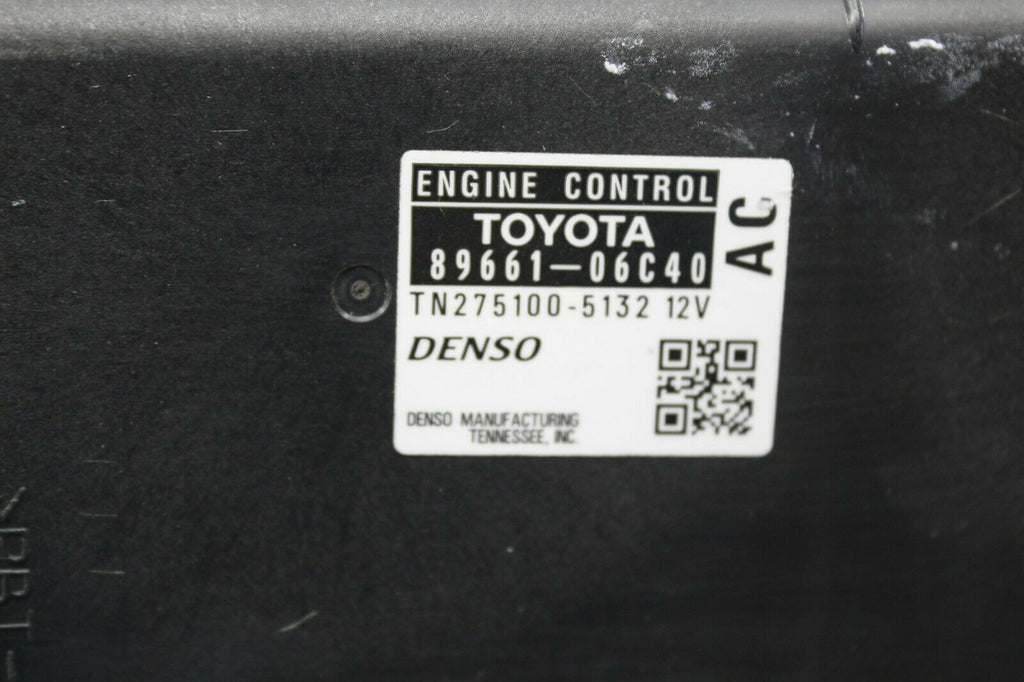 ENGINE CONTROL
TOYOTA
89661-06C40
AC
TN275100-5132 12V
DENSO
DENSO MANUFACTURING
TENNESSEE, INC.